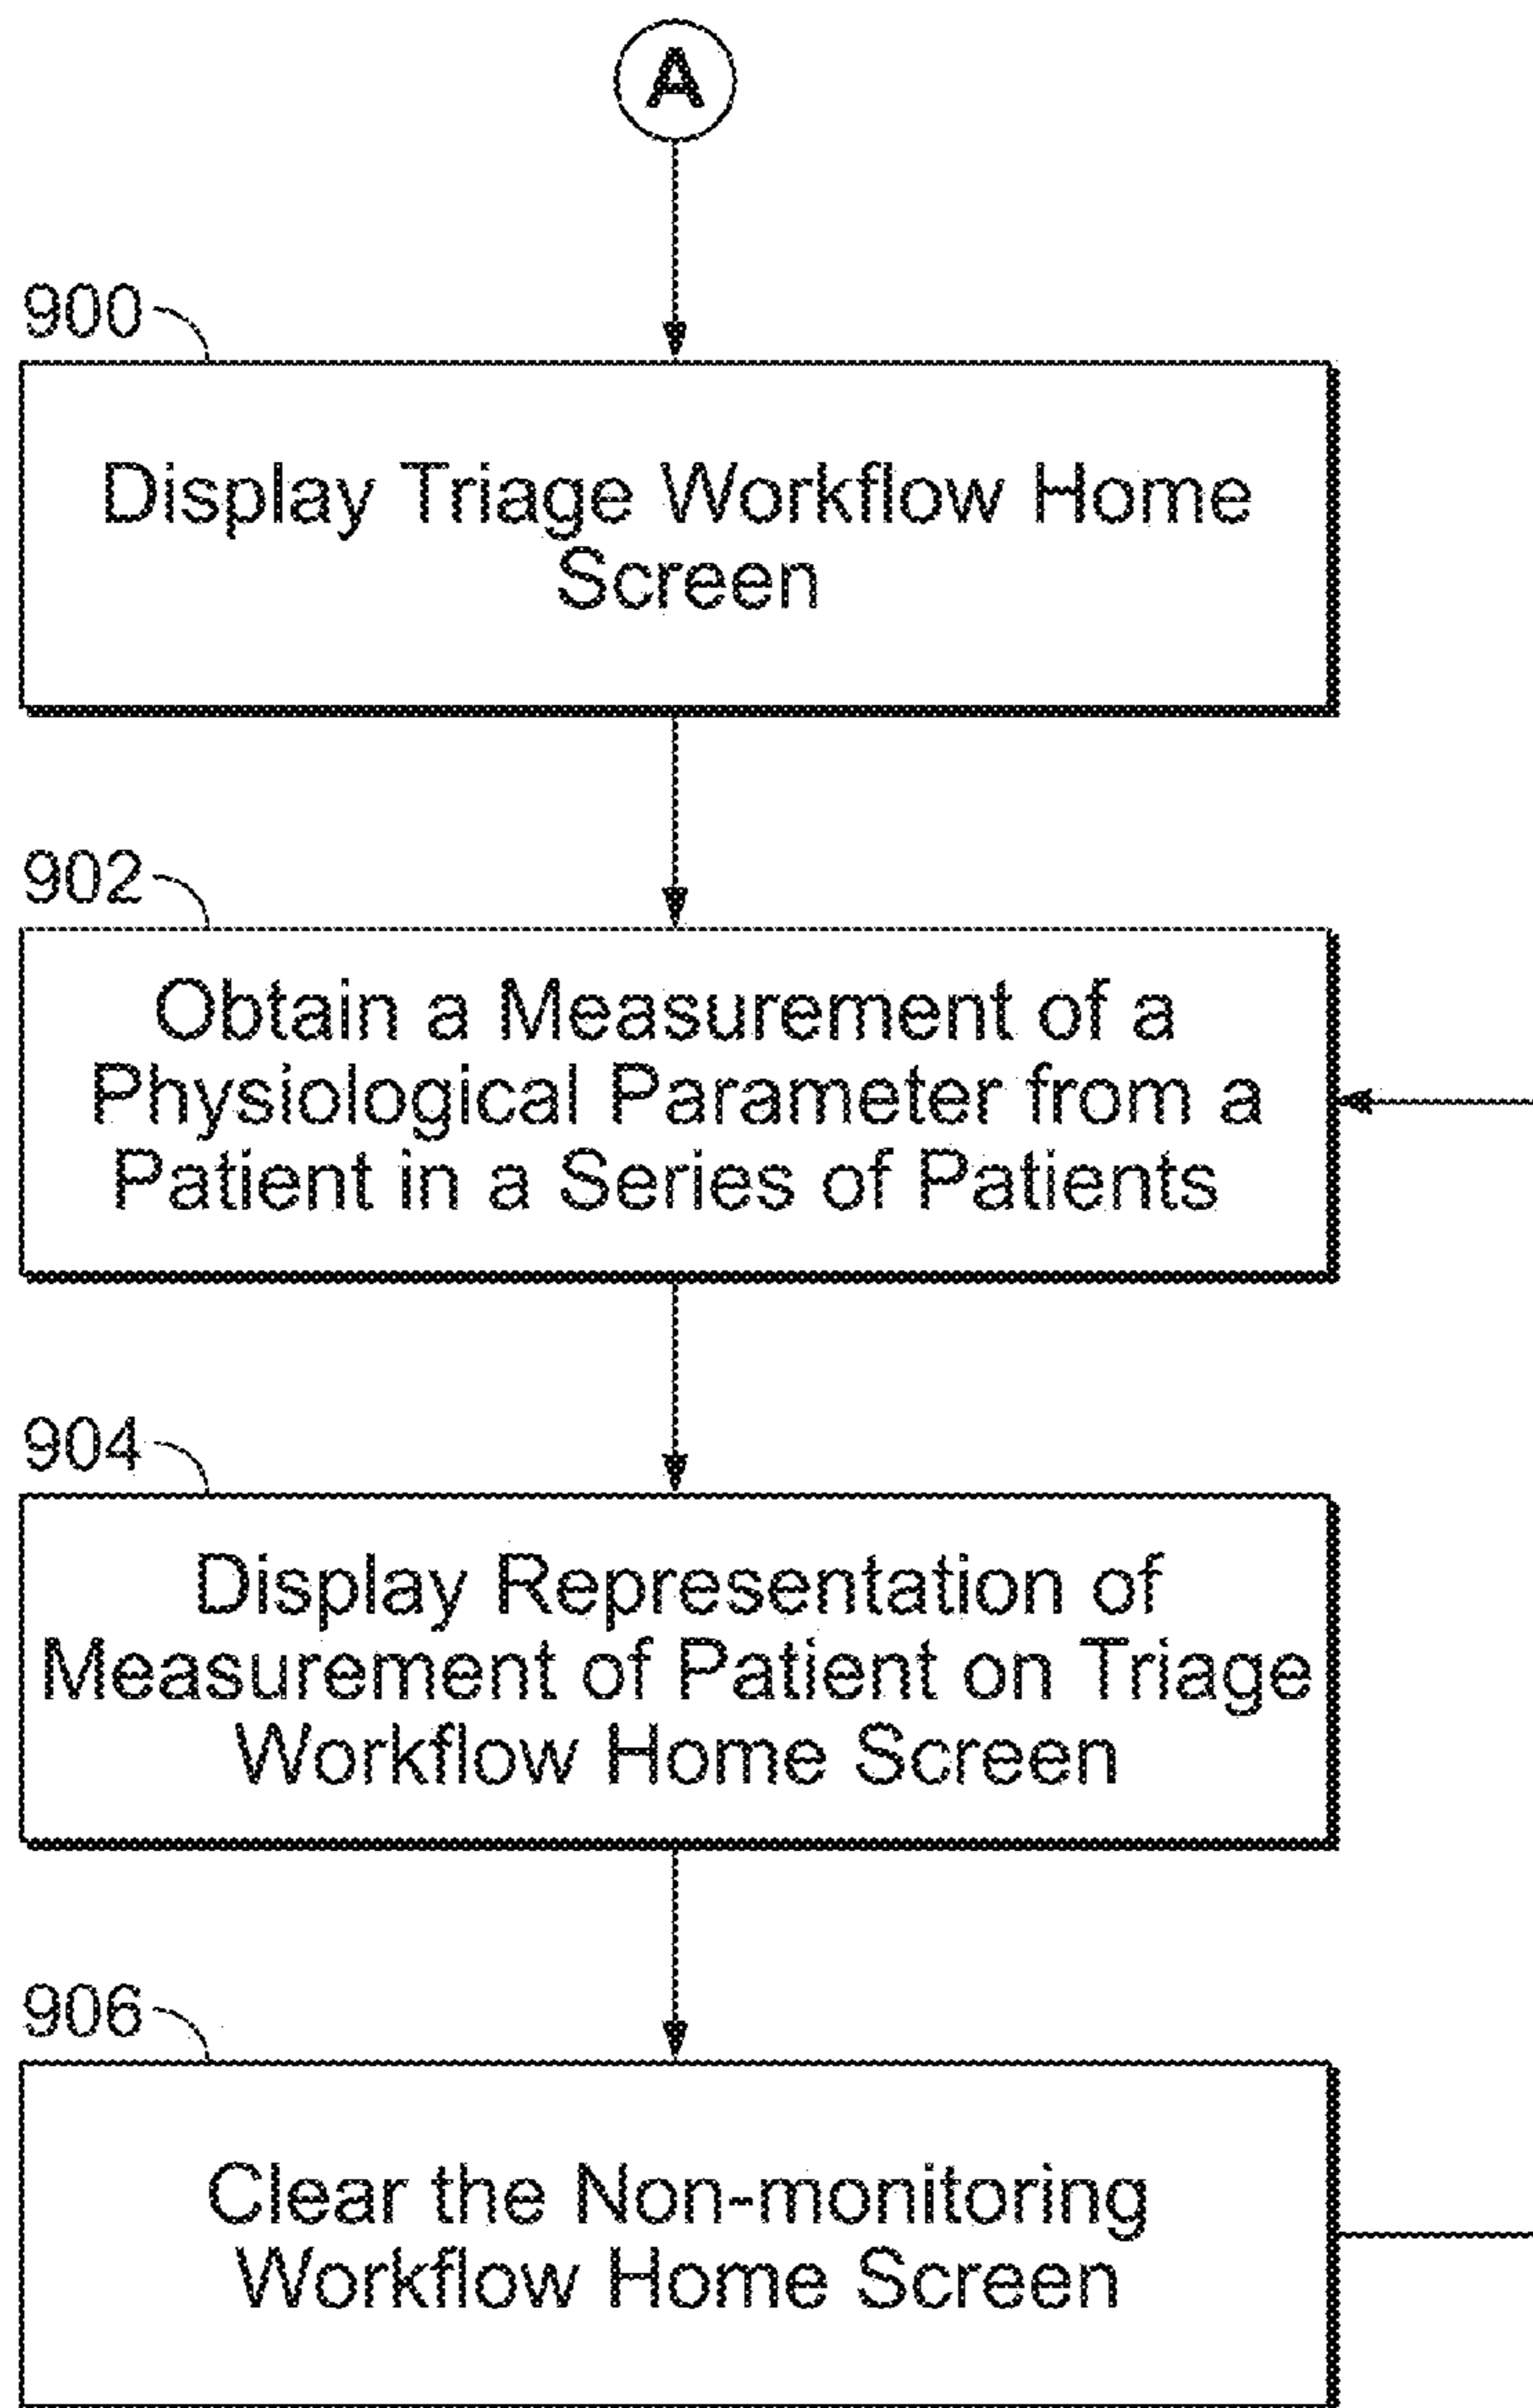 A
900
Display Triage Workflow Home
Screen
902
Obtain a Measurement of a
Physiological Parameter from a
Patient in a Series of Patients
904
Display Representation of
Measurement of Patient on Triage
Workflow Home Screen
906
Clear the Non-monitoring
Workflow Home Screen